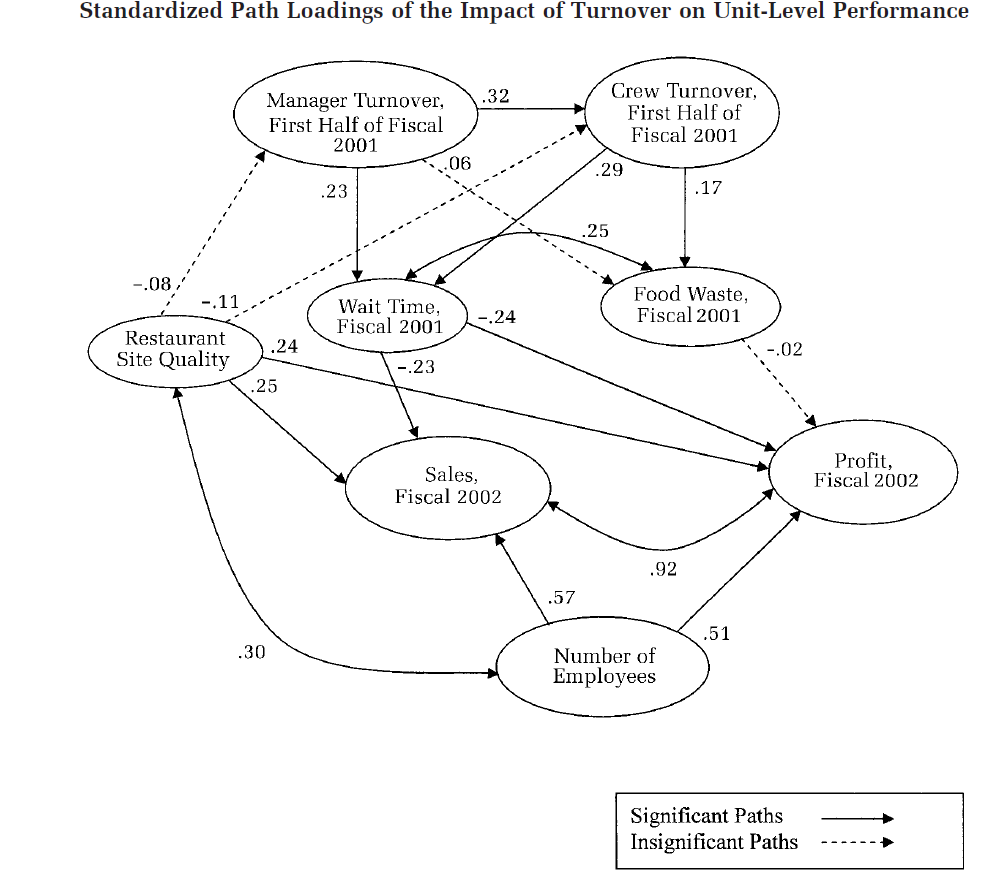 Standardized Path Loadings of the Impact of Turnover on Unit-Level Performance
Manager Turnover,
First Half of Fiscal
2001
.32
Crew Turnover,
First Half of
Fiscal 2001
.06
.29
.23
.17
.25
-.08
-.11
Wait Time,
Fiscal 2001
-.24
Food Waste,
Fiscal 2001
Restaurant
Site Quality
.24
-.23
-.02
.25
Sales,
Fiscal 2002
Profit,
Fiscal 2002
.92
.57
.51
.30
Number of
Employees
Significant Paths
Insignificant Paths